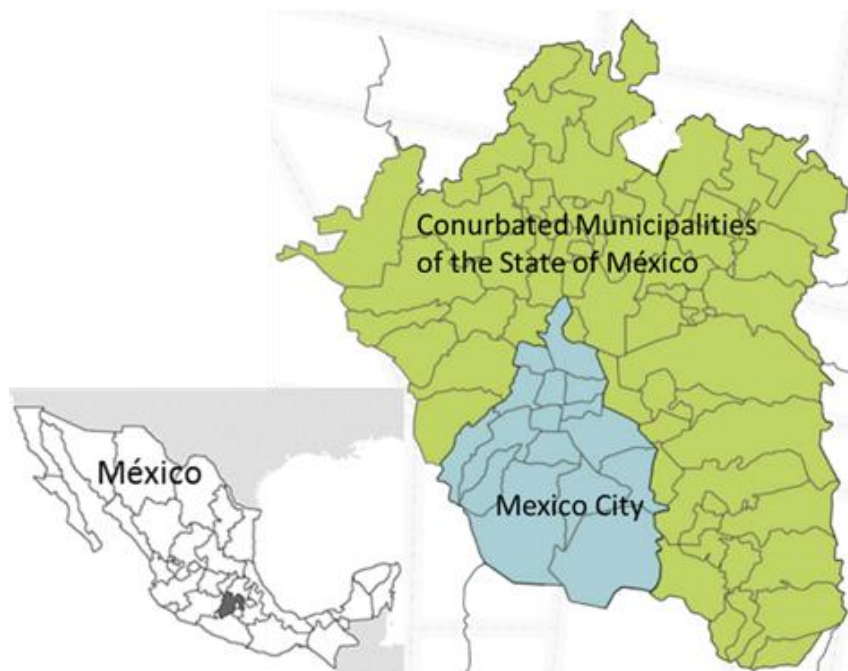 Conurbated Municipalities
of the State of México
México
Mexico City